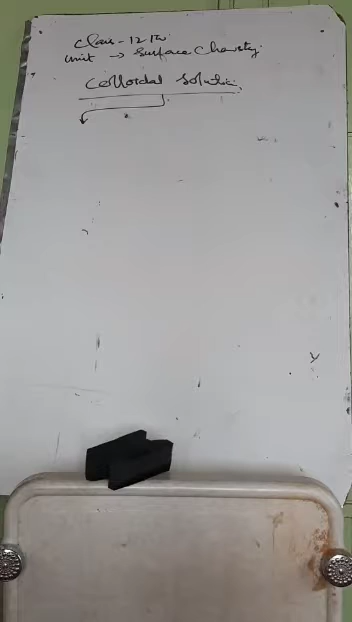 Class - 12th
Unit → Surface Chemistry
Colloidal Solution